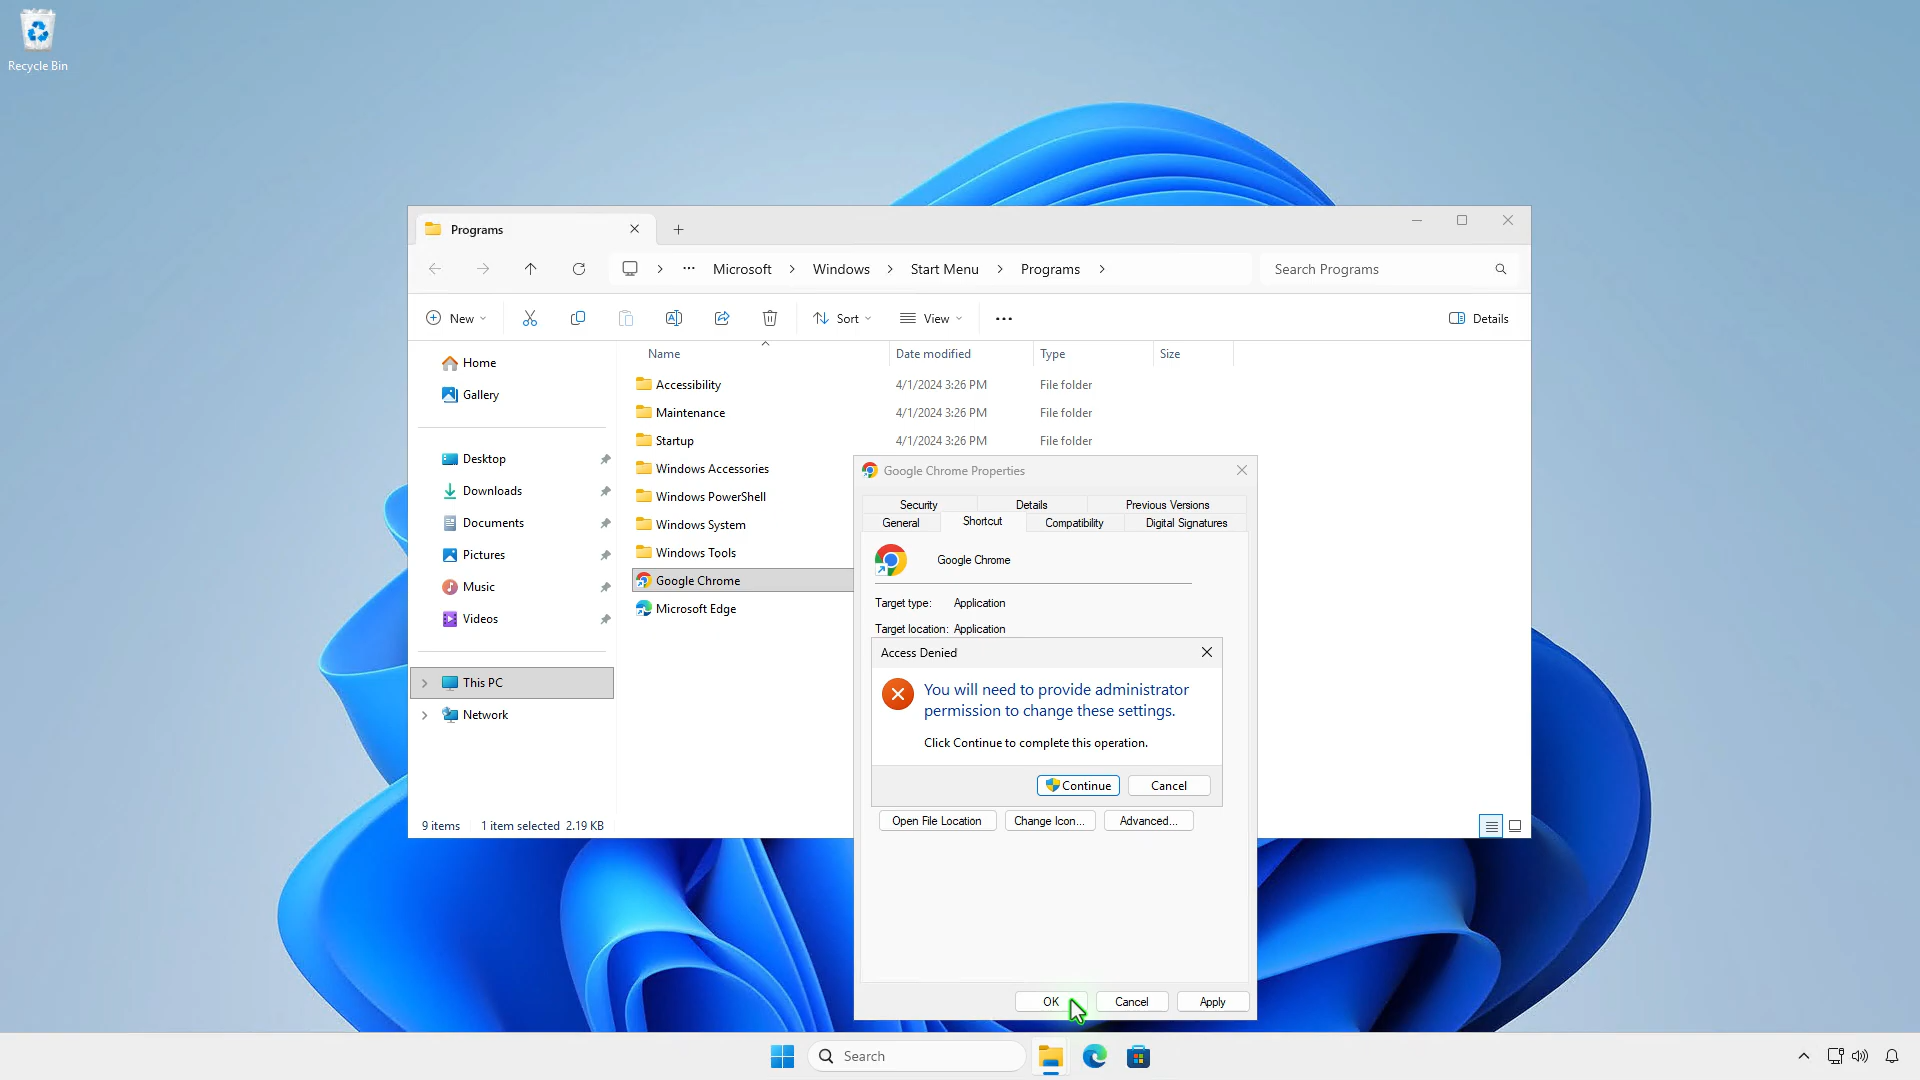 Recycle Bin
Programs
Microsoft Windows Start Menu Programs
Search Programs
New
Sort
View
Details
Home
Gallery
Desktop
Downloads
Documents
Pictures
Music
Videos
This PC
Network
Name Date modified Type Size
Accessibility 4/1/2024 3:26 PM File folder
Maintenance 4/1/2024 3:26 PM File folder
Startup 4/1/2024 3:26 PM File folder
Windows Accessories
Windows PowerShell
Windows System
Windows Tools
Google Chrome
Microsoft Edge
9 items 1 item selected 2.19 KB
Google Chrome Properties
Security Details Previous Versions
General Shortcut Compatibility Digital Signatures
Google Chrome
Target type: Application
Target location: Application
Access Denied
You will need to provide administrator
permission to change these settings.
Click Continue to complete this operation.
Continue Cancel
Open File Location Change Icon... Advanced...
OK Cancel Apply
Search